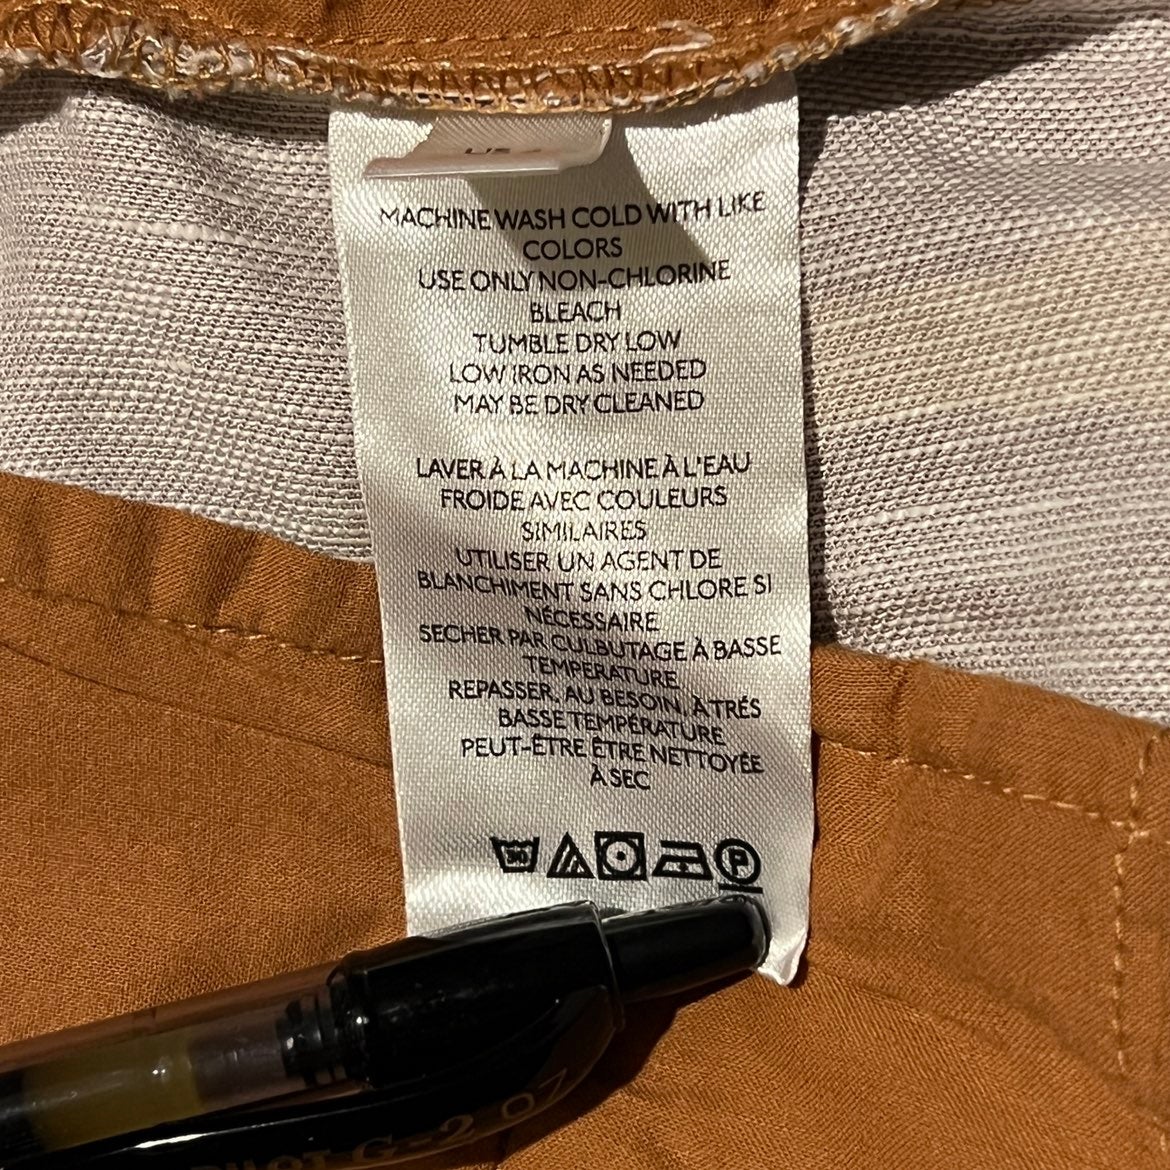 MACHINE WASH COLD WITH LIKE
COLORS
USE ONLY NON-CHLORINE
BLEACH
TUMBLE DRY LOW
LOW IRON AS NEEDED
MAY BE DRY CLEANED
LAVER À LA MACHINE À L'EAU
FROIDE AVEC COULEURS
SIMILAIRES
UTILISER UN AGENT DE
BLANCHIMENT SANS CHLORE SI
NÉCESSAIRE
SECHER PAR CULBUTAGE À BASSE
TEMPERATURE
REPASSER, AU BESOIN, À TRÉS
BASSE TEMPÉRATURE
PEUT-ÊTRE ÊTRE NETTOYÉE
À SEC
30 P
PILOT G-2 07